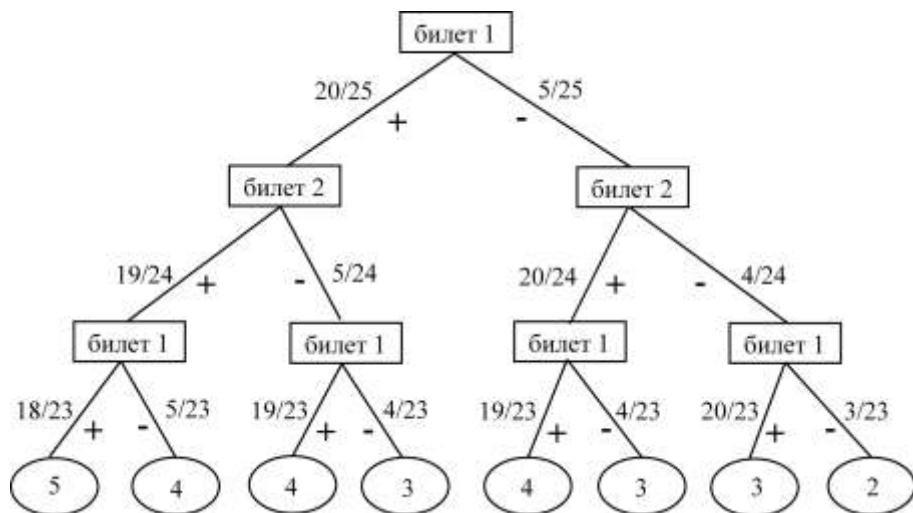 билет 1
20/25 5/25
+ -
билет 2 билет 2
19/24 + - 5/24 20/24 + - 4/24
билет 1 билет 1 билет 1 билет 1
18/23 + - 5/23 19/23 + - 4/23 19/23 + - 4/23 20/23 + - 3/23
5 4 4 3 4 3 3 2